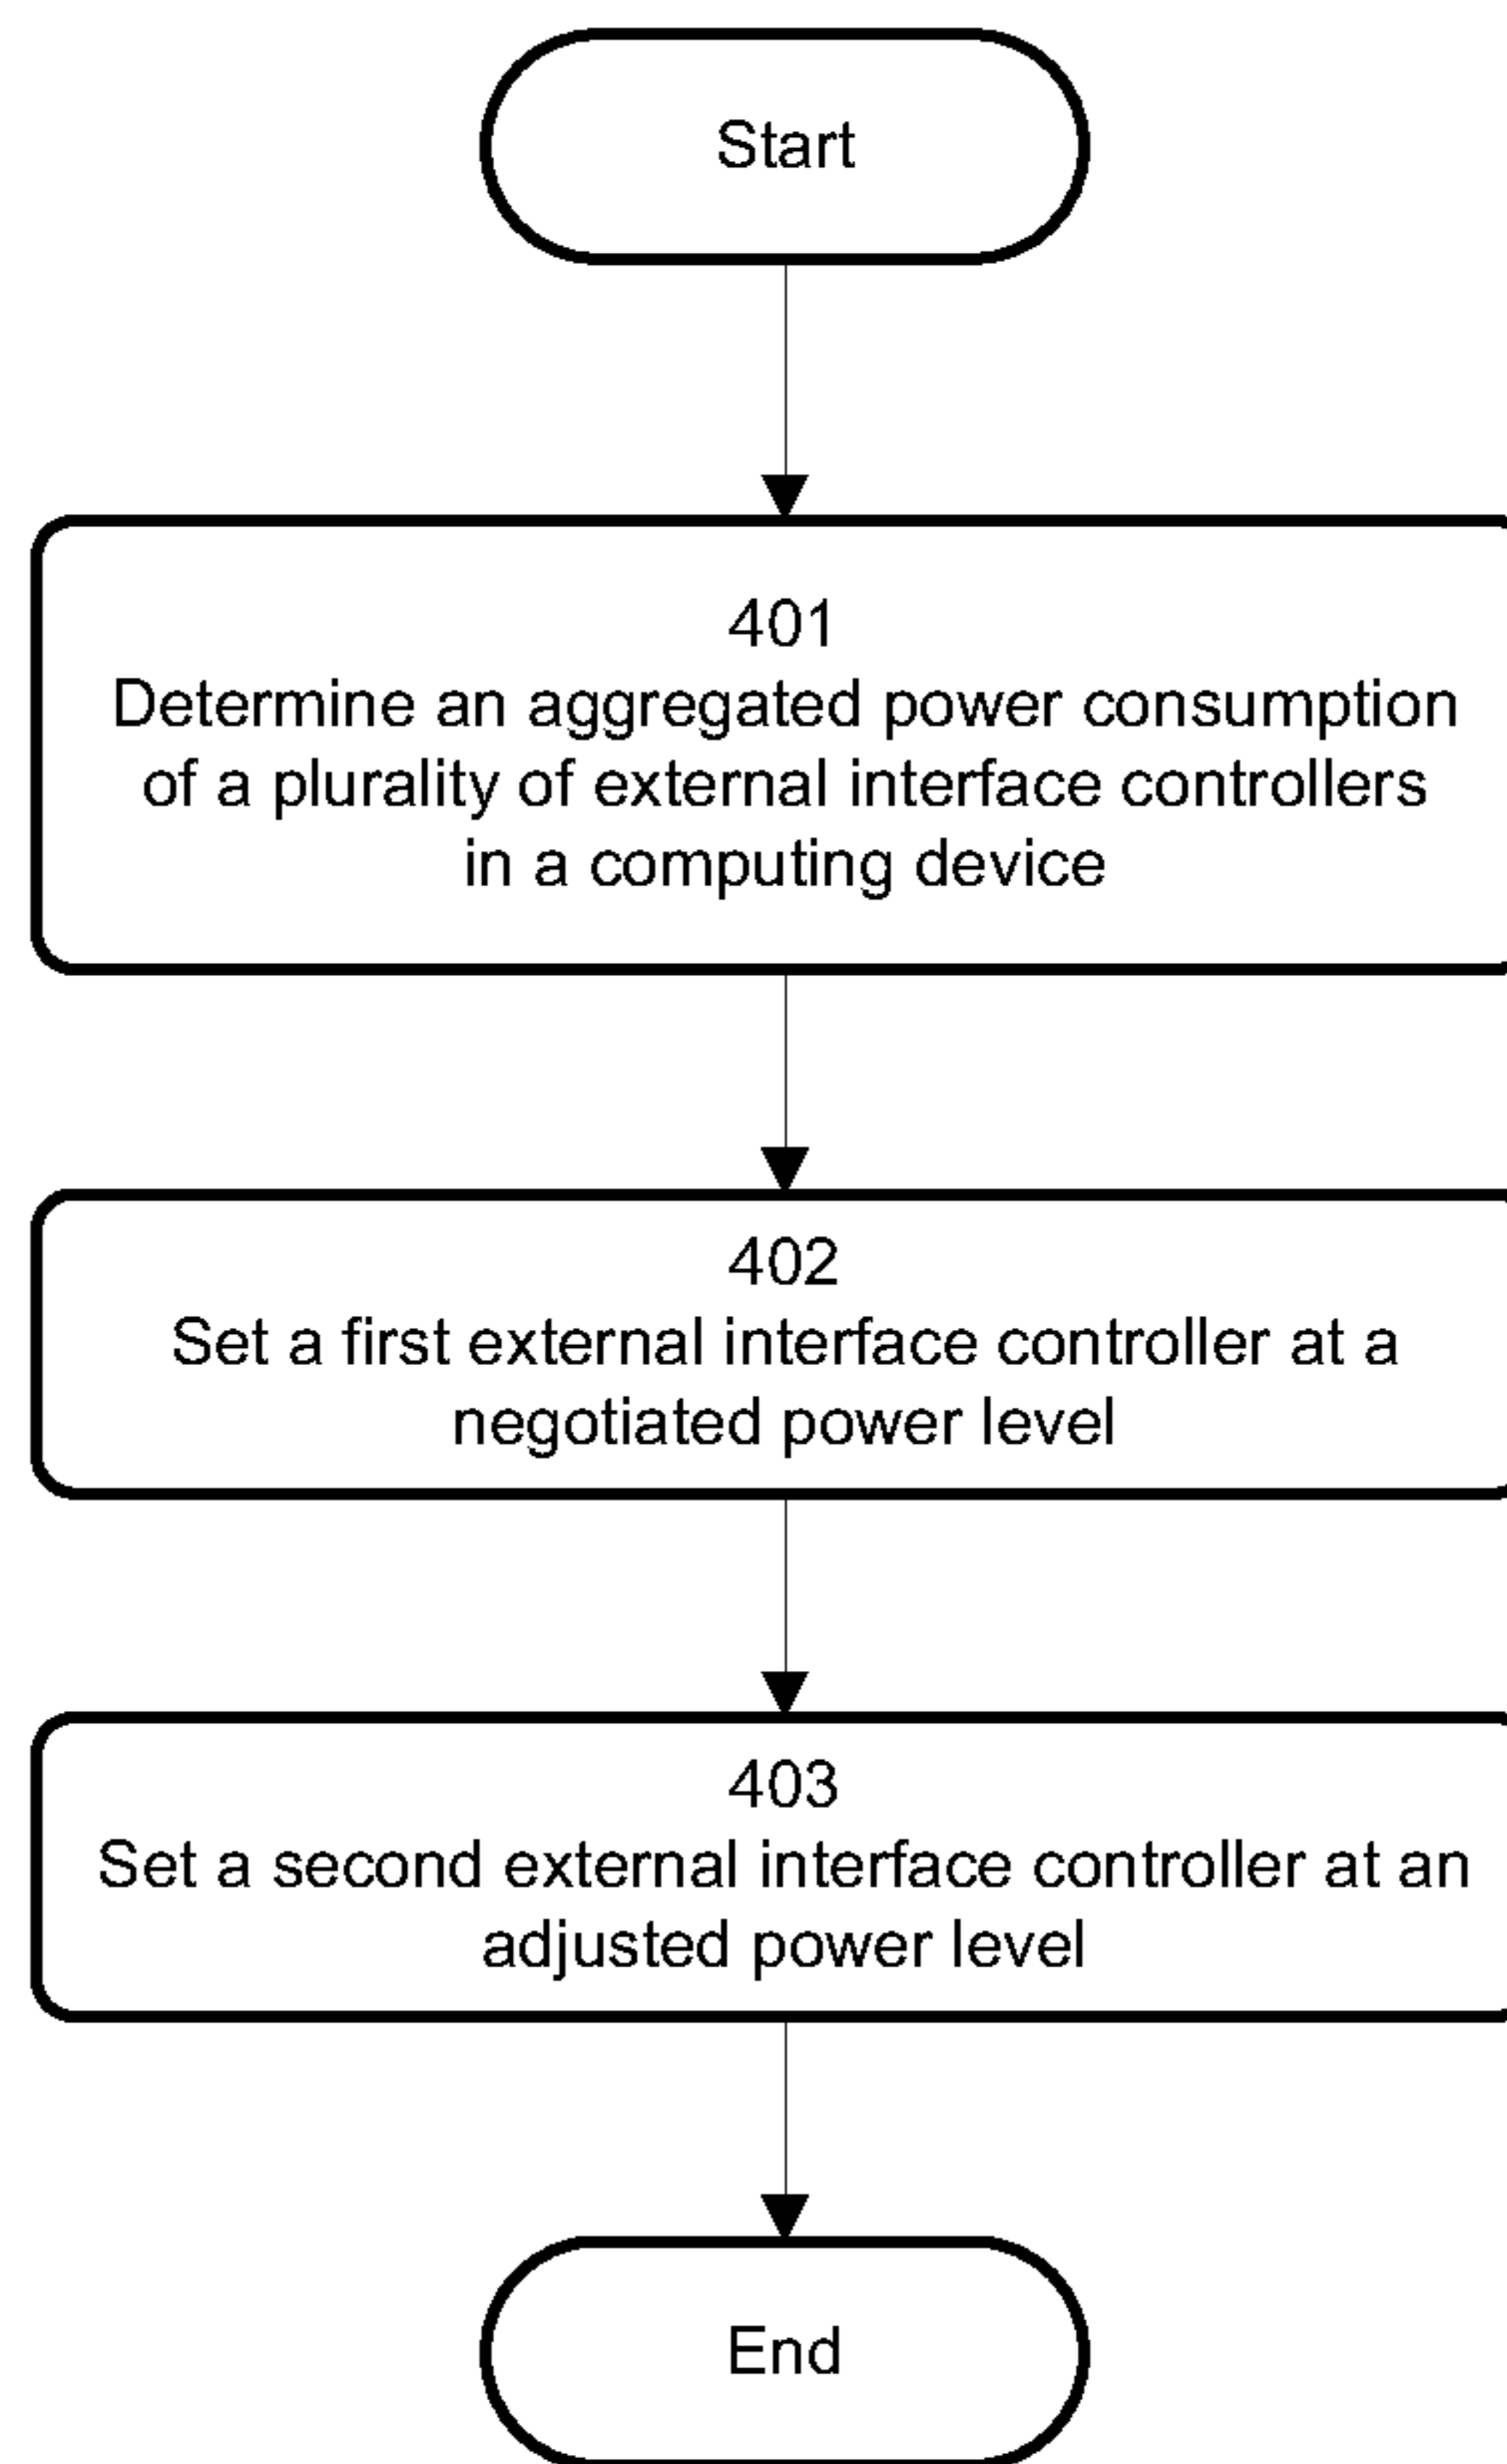 Start
401
Determine an aggregated power consumption
of a plurality of external interface controllers
in a computing device
402
Set a first external interface controller at a
negotiated power level
403
Set a second external interface controller at an
adjusted power level
End